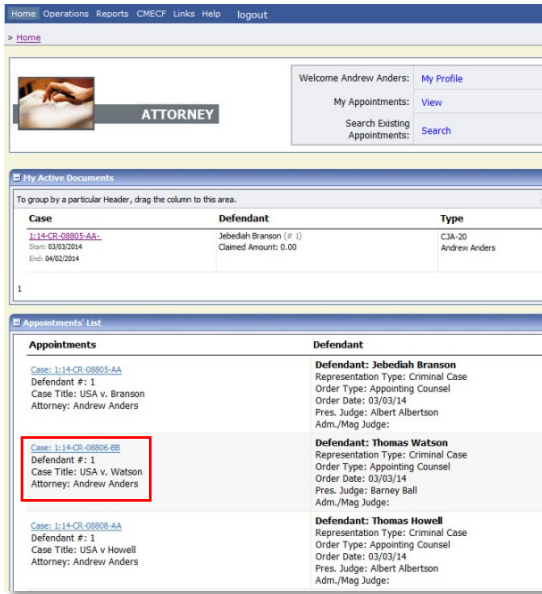 Home Operations Reports CMECF Links Help logout
> Home
ATTORNEY
Welcome Andrew Anders: My Profile
My Appointments: View
Search Existing Appointments: Search
My Active Documents
To group by a particular Header, drag the column to this area.
Case Defendant Type
1:14-CR-08805-AA- Jebediah Branson (# 1) CJA-20
Start: 03/03/2014 Claimed Amount: 0.00 Andrew Anders
End: 04/02/2014
1
Appointments' List
Appointments Defendant
Case: 1:14-CR-08805-AA
Defendant #: 1
Case Title: USA v. Branson
Attorney: Andrew Anders
Defendant: Jebediah Branson
Representation Type: Criminal Case
Order Type: Appointing Counsel
Order Date: 03/03/14
Pres. Judge: Albert Albertson
Adm./Mag Judge:
Case: 1:14-CR-08806-BB
Defendant #: 1
Case Title: USA v. Watson
Attorney: Andrew Anders
Defendant: Thomas Watson
Representation Type: Criminal Case
Order Type: Appointing Counsel
Order Date: 03/03/14
Pres. Judge: Barney Ball
Adm./Mag Judge:
Case: 1:14-CR-08808-AA
Defendant #: 1
Case Title: USA v Howell
Attorney: Andrew Anders
Defendant: Thomas Howell
Representation Type: Criminal Case
Order Type: Appointing Counsel
Order Date: 03/03/14
Pres. Judge: Albert Albertson
Adm./Mag Judge: